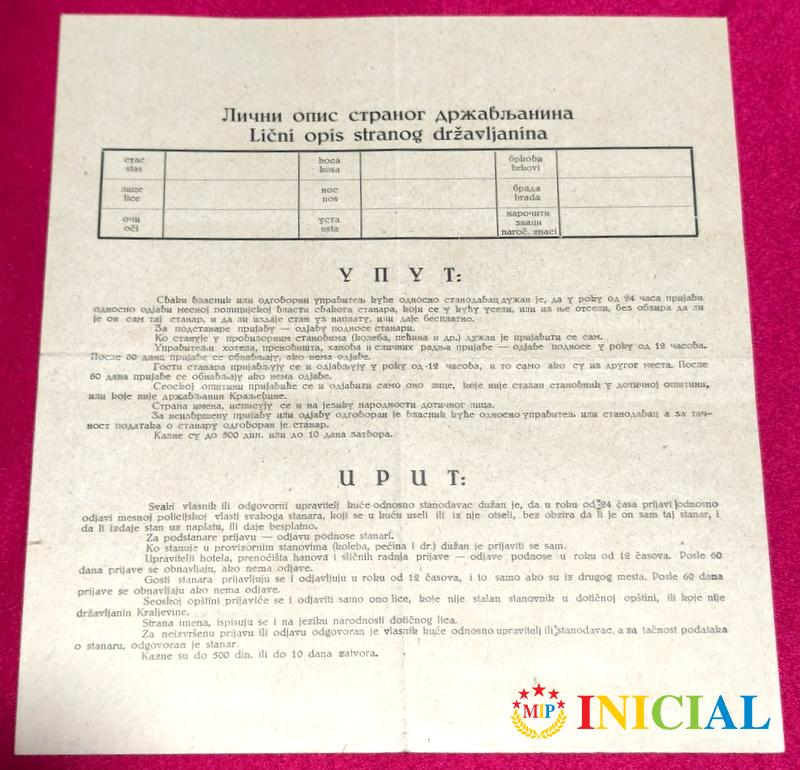 Лични опис страног држављанина
Lični opis stranog državljanina
стас
stas
коса
kosa
бркови
brkovi
лице
lice
нос
nos
брада
brada
очи
oči
уста
usta
нарочити
знаци
naroč. znaci
УПУТ:
Сваки власник или одговорни управитељ куће односно станодавац дужан је, да у року од 24 часа пријави
односно одјави месној полицијској власти свакога станара, који се у кућу усели, или из ње отсели, без обзира да ли
је он сам тај станар, и да ли издаје стан уз наплату, или даје бесплатно.
За подстанаре пријаву — одјаву подносе станари.
Ко станује у провизорним становима (колеба, пећина и др.) дужан је пријавити се сам.
Управитељи хотела, преноћишта, ханова и сличних радња пријаве — одјаве подносе у року од 12 часова.
После 60 дана пријаве се обнављају, ако нема одјаве.
Гости станара пријављују се и одјављују у року од 12 часова, и то само ако су из другог места. После
60 дана пријаве се обнављају ако нема одјаве.
Сеоској општини пријавиће се и одјавити само оно лице, које није сталан становник у дотичној општини,
или које није држављанин Краљевине.
Страна имена, исписују се и на језику народности дотичног лица.
За неизвршену пријаву или одјаву одговоран је власник куће односно управитељ или станодавац а за тач-
ност података о станару одговоран је станар.
Казне су до 500 дин. или до 10 дана затвора.
UPUT:
Svaki vlasnik ili odgovorni upravitelj kuće odnosno stanodavac dužan je, da u roku od 24 časa prijavi odnosno
odjavi mesnoj policijskoj vlasti svakoga stanara, koji se u kuću useli ili iz nje otseli, bez obzira da li je on sam taj stanar, i
da li izdaje stan uz naplatu, ili daje besplatno.
Za podstanare prijavu — odjavu podnose stanari.
Ko stanuje u provizornim stanovima (koleba, pećina i dr.) dužan je prijaviti se sam.
Upravitelji hotela, prenoćišta hanova i sličnih radnja prijave — odjave podnose u roku od 12 časova. Posle 60
dana prijave se obnavljaju, ako nema odjave.
Gosti stanara prijavljuju se i odjavljuju u roku od 12 časova, i to samo ako su iz drugog mesta. Posle 60 dana
prijave se obnavljaju ako nema odjave.
Seoskoj opštini prijaviće se i odjaviti samo ono lice, koje nije stalan stanovnik u dotičnoj opštini, ili koje nije
državljanin Kraljevine.
Strana imena, ispisuju se i na jeziku narodnosti dotičnog lica.
Za neizvršenu prijavu ili odjavu odgovoran je vlasnik kuće odnosno upravitelj ili stanodavac, a za tačnost podataka
o stanaru, odgovoran je stanar.
Kazne su do 500 din. ili do 10 dana zatvora.
MIP
INICIAL